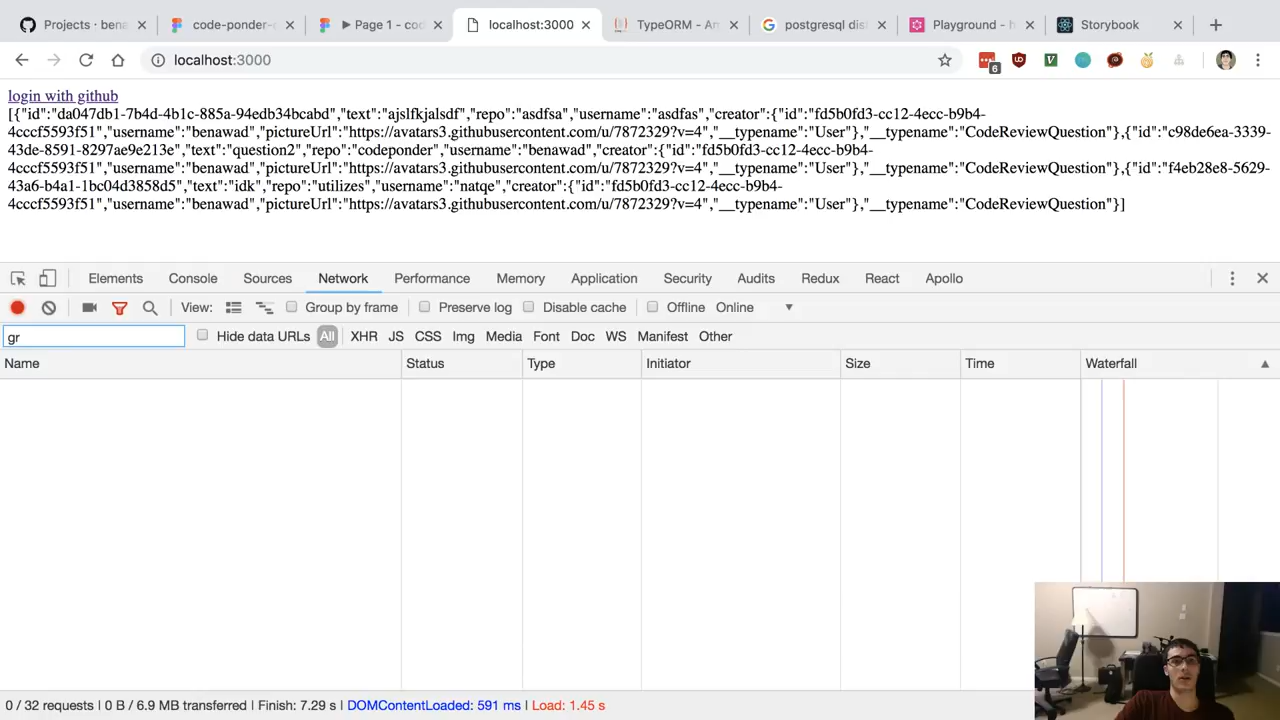 Projects · bena
code-ponder-
Page 1 – co
localhost:3000
TypeORM - Am
postgresql dis
Playground - h
Storybook
localhost:3000
6
login with github
[{"id":"da047db1-7b4d-4b1c-885a-94edb34bcabd","text":"ajslfkjalsdf","repo":"asdfsa","username":"asdfas","creator":{"id":"fd5b0fd3-cc12-4ecc-b9b4-
4cccf5593f51","username":"benawad","pictureUrl":"https://avatars3.githubusercontent.com/u/7872329?v=4","__typename":"User"},"__typename":"CodeReviewQuestion"},{"id":"c98de6ea-3339-
43de-8591-8297ae9e213e","text":"question2","repo":"codeponder","username":"benawad","creator":{"id":"fd5b0fd3-cc12-4ecc-b9b4-
4cccf5593f51","username":"benawad","pictureUrl":"https://avatars3.githubusercontent.com/u/7872329?v=4","__typename":"User"},"__typename":"CodeReviewQuestion"},{"id":"f4eb28e8-5629-
43a6-b4a1-1bc04d3858d5","text":"idk","repo":"utilizes","username":"natqe","creator":{"id":"fd5b0fd3-cc12-4ecc-b9b4-
4cccf5593f51","username":"benawad","pictureUrl":"https://avatars3.githubusercontent.com/u/7872329?v=4","__typename":"User"},"__typename":"CodeReviewQuestion"}]
Elements Console Sources Network Performance Memory Application Security Audits Redux React Apollo
View: Group by frame Preserve log Disable cache Offline Online
gr Hide data URLs All XHR JS CSS Img Media Font Doc WS Manifest Other
Name Status Type Initiator Size Time Waterfall
0 / 32 requests | 0 B / 6.9 MB transferred | Finish: 7.29 s | DOMContentLoaded: 591 ms | Load: 1.45 s